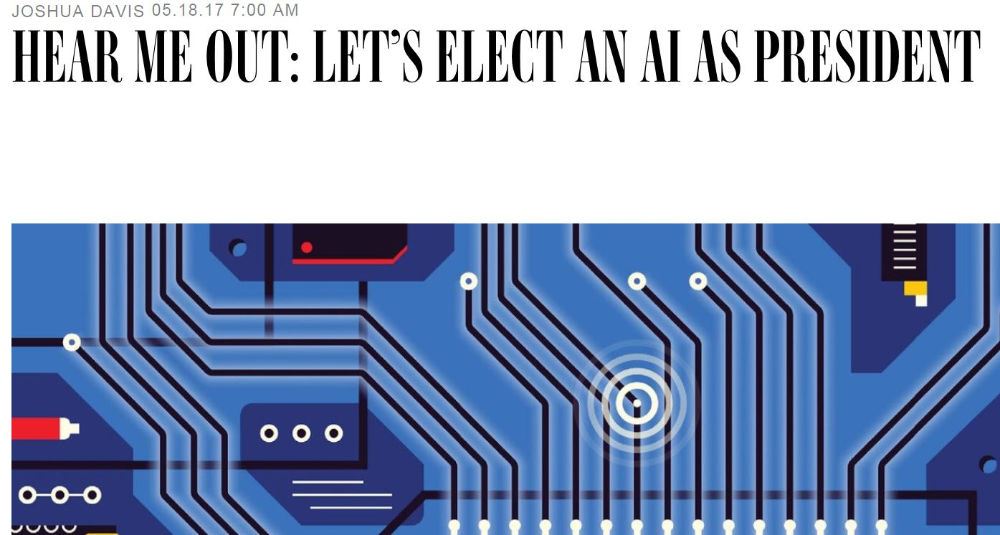 JOSHUA DAVIS 05.18.17 7:00 AM
HEAR ME OUT: LET’S ELECT AN AI AS PRESIDENT